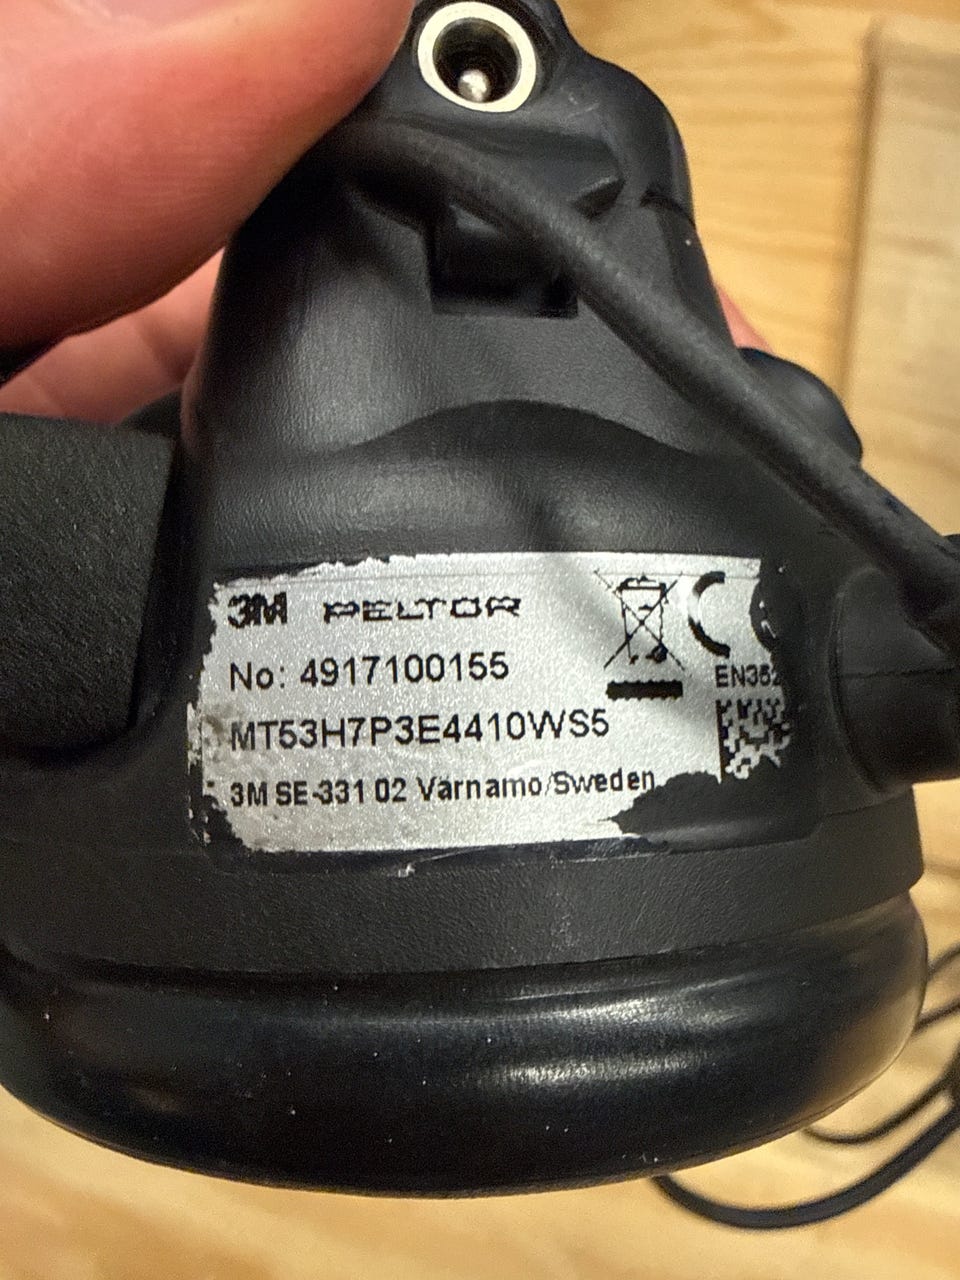 3M PELTOR
No: 4917100155
MT53H7P3E4410WS5
3M SE-331 02 Värnamo/Sweden
CE
EN352